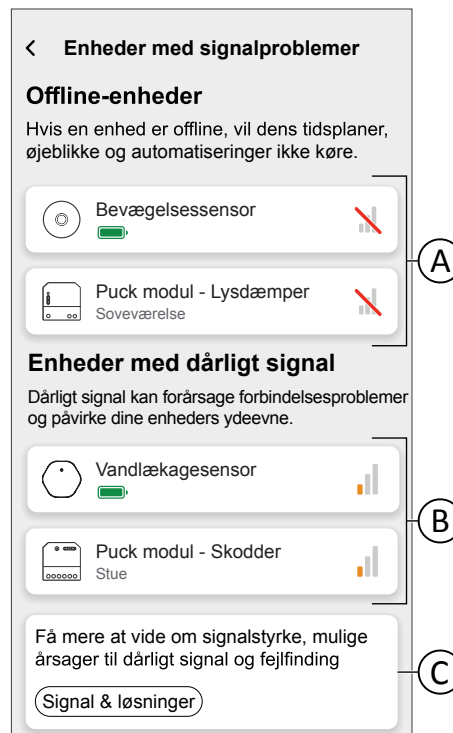 Enheder med signalproblemer
Offline-enheder
Hvis en enhed er offline, vil dens tidsplaner,
øjeblikke og automatiseringer ikke køre.
Bevægelsessensor
A
Puck modul - Lysdæmper
Soveværelse
Enheder med dårligt signal
Dårligt signal kan forårsage forbindelsesproblemer
og påvirke dine enheders ydeevne.
Vandlækagesensor
B
Puck modul - Skodder
Stue
Få mere at vide om signalstyrke, mulige
årsager til dårligt signal og fejlfinding
C
Signal & løsninger